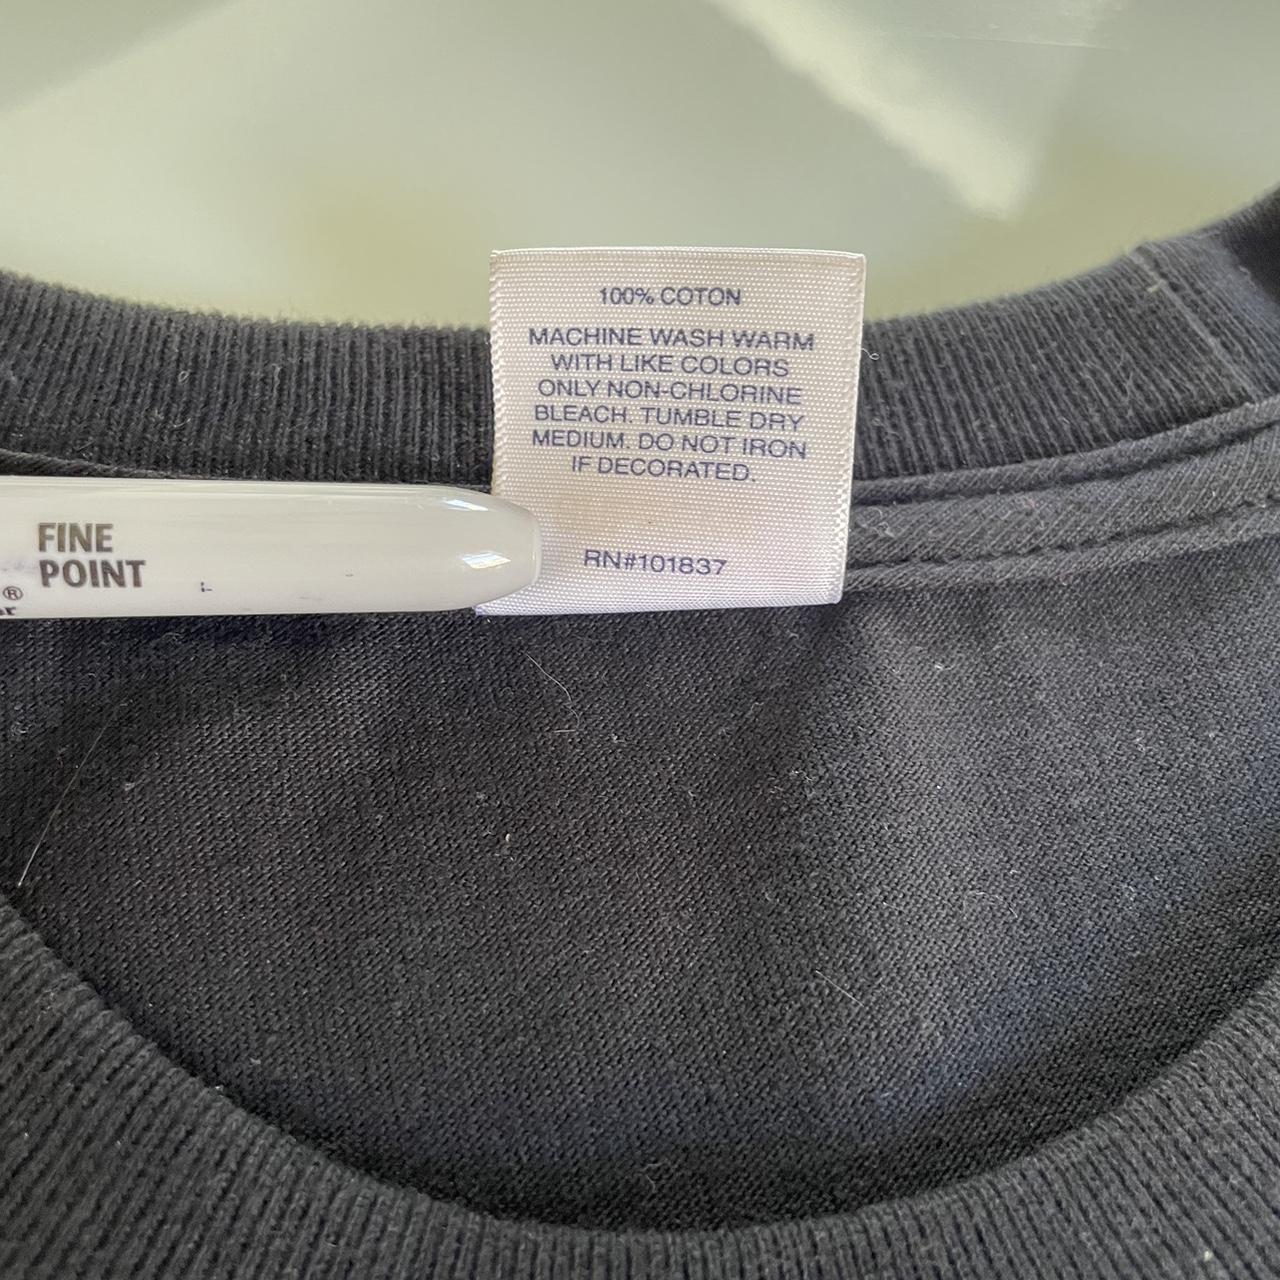 100% COTON
MACHINE WASH WARM
WITH LIKE COLORS
ONLY NON-CHLORINE
BLEACH. TUMBLE DRY
MEDIUM. DO NOT IRON
IF DECORATED.
RN#101837
FINE
POINT
®